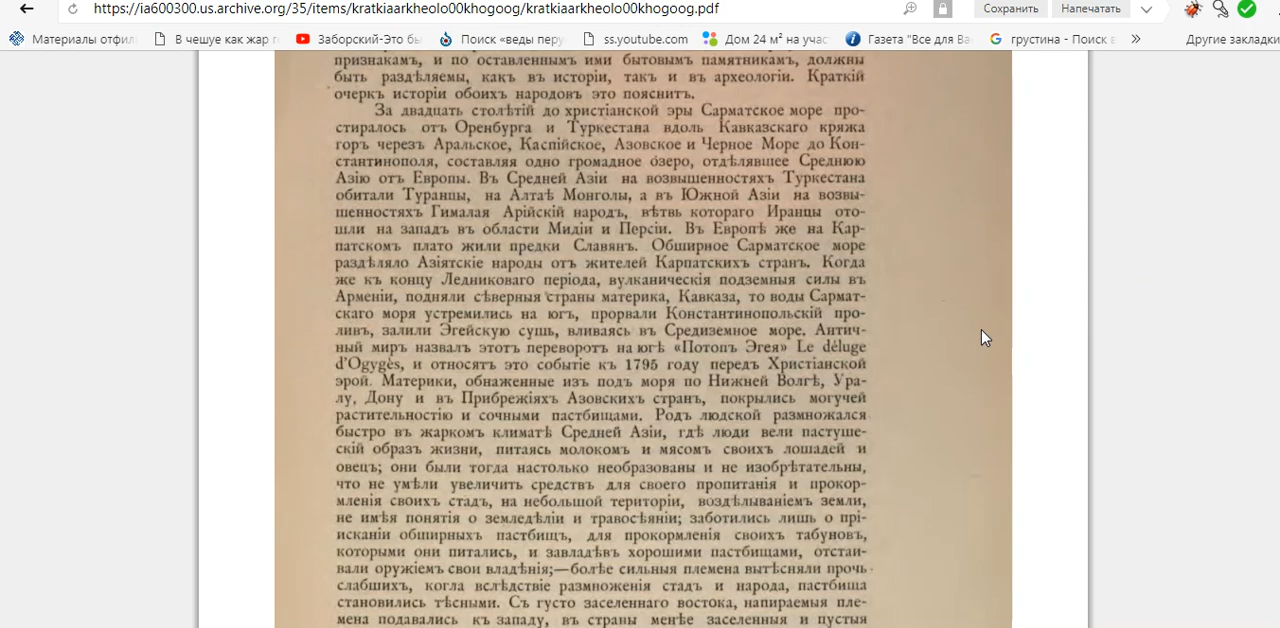 https://ia600300.us.archive.org/35/items/kratkiaarkheolo00khogoog/kratkiaarkheolo00khogoog.pdf
Сохранить
Напечатать
Материалы отфил
В чешуе как жар г
Заборский-Это бы
Поиск «веды перу
ss.youtube.com
Дом 24 м² на учас
Газета "Все для Ва
грустина - Поиск в
Другие закладки
признакамъ, и по оставленнымъ ими бытовымъ памятникамъ, должны
быть раздѣляемы, какъ въ исторіи, такъ и въ археологіи. Краткій
очеркъ исторіи обоихъ народовъ это пояснитъ.
За двадцать столѣтій до христіанской эры Сарматское море про-
стиралось отъ Оренбурга и Туркестана вдоль Кавказскаго кряжа
горъ черезъ Аральское, Каспійское, Азовское и Черное Море до Кон-
стантинополя, составляя одно громадное озеро, отдѣлявшее Среднюю
Азію отъ Европы. Въ Средней Азіи на возвышенностяхъ Туркестана
обитали Туранцы, на Алтаѣ Монголы, а въ Южной Азіи на возвы-
шенностяхъ Гималая Арійскій народъ, вѣтвь котораго Иранцы ото-
шли на западъ въ области Мидіи и Персіи. Въ Европѣ же на Кар-
патскомъ плато жили предки Славянъ. Обширное Сарматское море
раздѣляло Азіятскіе народы отъ жителей Карпатскихъ странъ. Когда
же къ концу Ледниковаго періода, вулканическія подземныя силы въ
Арменіи, подняли сѣверныя страны материка, Кавказа, то воды Сармат-
скаго моря устремились на югъ, прорвали Константинопольскій про-
ливъ, залили Эгейскую сушь, вливаясь въ Средиземное море. Антич-
ный миръ назвалъ этотъ переворотъ на югѣ «Потопъ Эгея» Le déluge
d'Ogygès, и относятъ это событіе къ 1795 году передъ Христіанской
эрой. Материки, обнаженные изъ подъ моря по Нижней Волгѣ, Ура-
лу, Дону и въ Прибрежіяхъ Азовскихъ странъ, покрылись могучей
растительностію и сочными пастбищами. Родъ людской размножался
быстро въ жаркомъ климатѣ Средней Азіи, гдѣ люди вели пастуше-
скій образъ жизни, питаясь молокомъ и мясомъ своихъ лошадей и
овецъ; они были тогда настолько необразованы и не изобрѣтательны,
что не умѣли увеличить средствъ для своего пропитанія и прокор-
мленія своихъ стадъ, на небольшой територіи, воздѣлываніемъ земли,
не имѣя понятія о земледѣліи и травосѣяніи; заботились лишь о прі-
исканіи обширныхъ пастбищъ, для прокормленія своихъ табуновъ,
которыми они питались, и завладѣвъ хорошими пастбищами, отстаи-
вали оружіемъ свои владѣнія;—болѣе сильныя племена вытѣсняли прочь
слабшихъ, когда вслѣдствіе размноженія стадъ и народа, пастбища
становились тѣсными. Съ густо заселеннаго востока, напираемыя пле-
мена подавались къ западу, въ страны менѣе заселенныя и пустыя